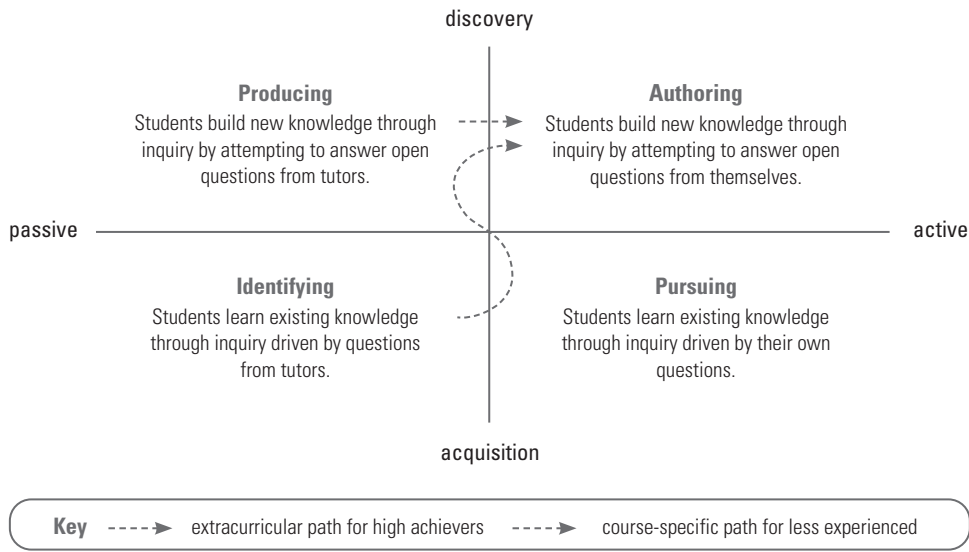 discovery
Producing
Students build new knowledge through
inquiry by attempting to answer open
questions from tutors.
Authoring
Students build new knowledge through
inquiry by attempting to answer open
questions from themselves.
passive
active
Identifying
Students learn existing knowledge
through inquiry driven by questions
from tutors.
Pursuing
Students learn existing knowledge
through inquiry driven by their own
questions.
acquisition
Key extracurricular path for high achievers course-specific path for less experienced